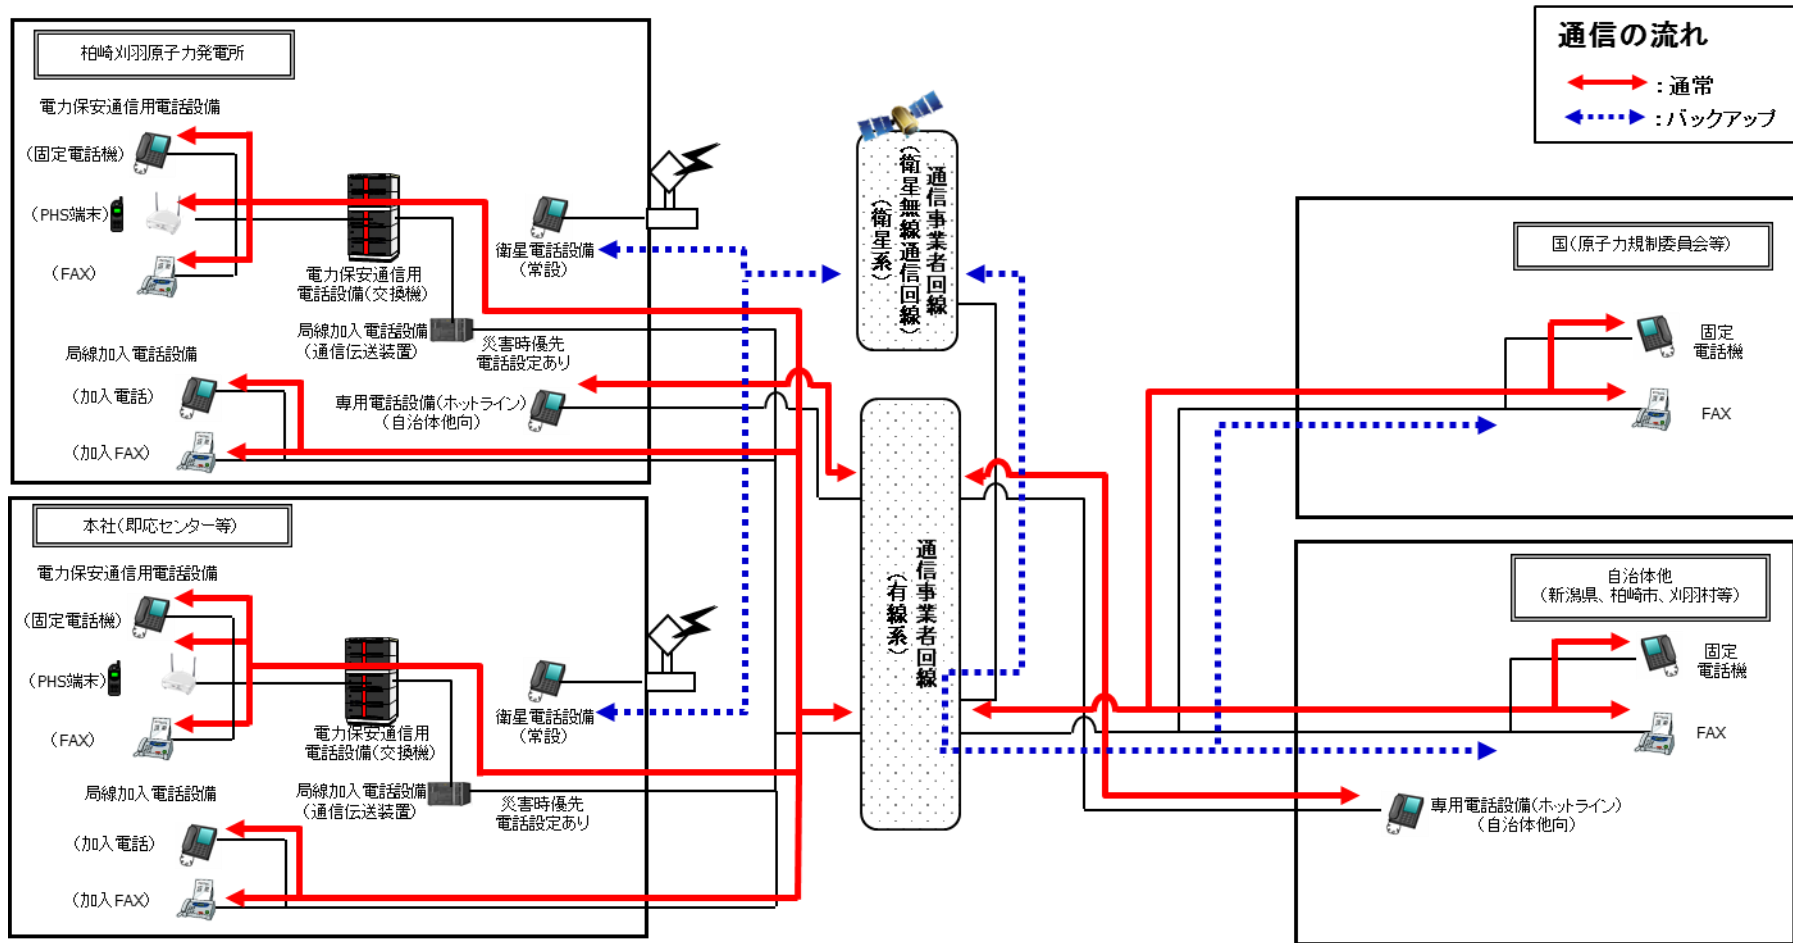 通信の流れ
：通常
：バックアップ
柏崎刈羽原子力発電所
電力保安通信用電話設備
（固定電話機）
（PHS端末）
（FAX）
電力保安通信用
電話設備（交換機）
衛星電話設備
（常設）
局線加入電話設備
（通信伝送装置）
災害時優先
電話設定あり
局線加入電話設備
（加入電話）
（加入FAX）
専用電話設備（ホットライン）
（自治体他向）
本社（即応センター等）
電力保安通信用電話設備
（固定電話機）
（PHS端末）
（FAX）
電力保安通信用
電話設備（交換機）
衛星電話設備
（常設）
局線加入電話設備
（通信伝送装置）
災害時優先
電話設定あり
局線加入電話設備
（加入電話）
（加入FAX）
通信事業者回線
（衛星無線通信回線）
（衛星系）
通信事業者回線
（有線系）
国（原子力規制委員会等）
固定
電話機
FAX
自治体他
（新潟県、柏崎市、刈羽村等）
固定
電話機
FAX
専用電話設備（ホットライン）
（自治体他向）